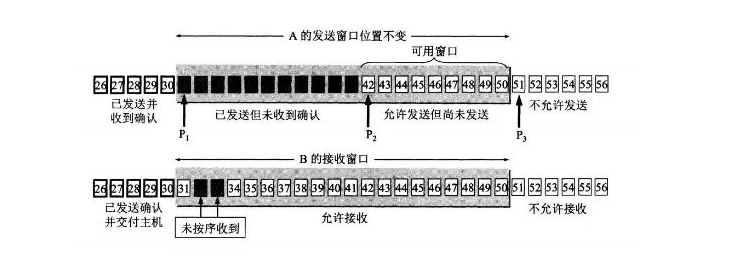 A 的发送窗口位置不变
可用窗口
26 27 28 29 30 42 43 44 45 46 47 48 49 50 51 52 53 54 55 56
已发送并
收到确认
已发送但未收到确认
允许发送但尚未发送
不允许发送
P1
P2
P3
B 的接收窗口
26 27 28 29 30 31 34 35 36 37 38 39 40 41 42 43 44 45 46 47 48 49 50 51 52 53 54 55 56
已发送确认
并交付主机
未按序收到
允许接收
不允许接收